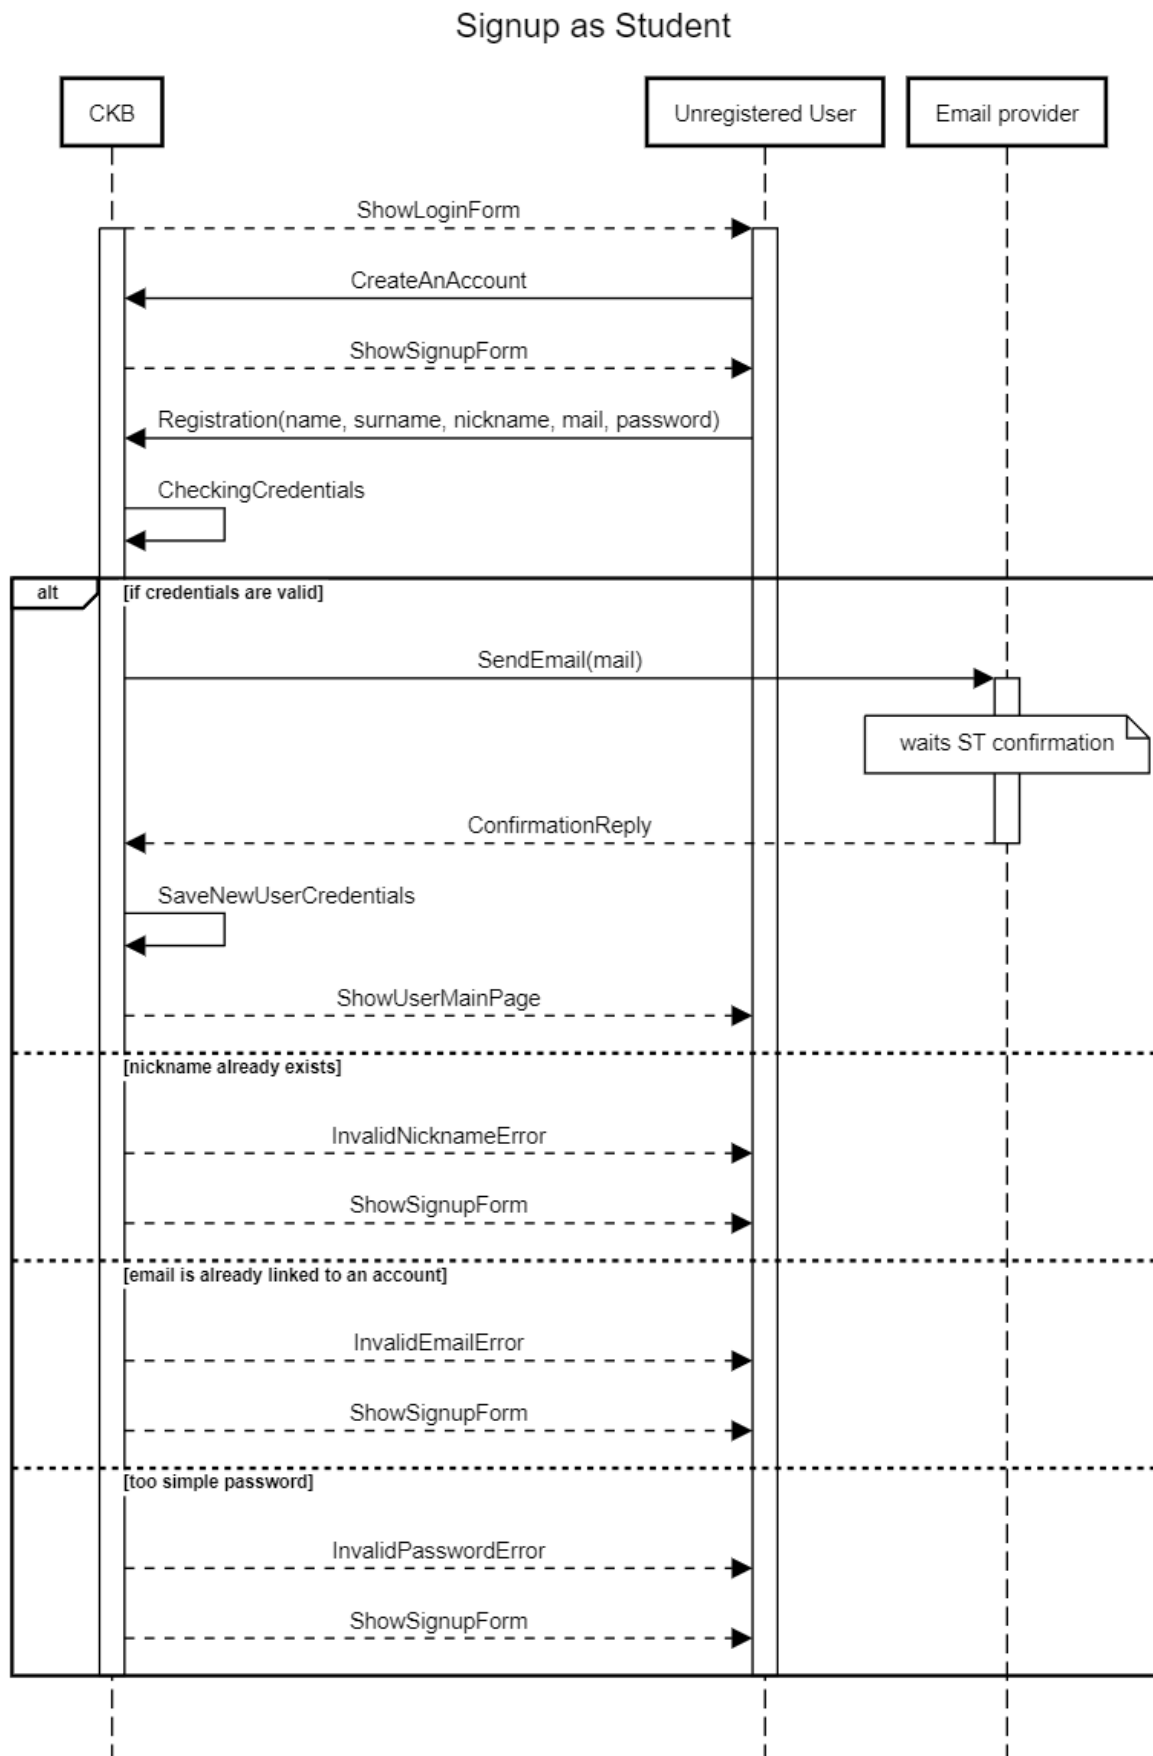 Signup as Student
CKB
Unregistered User
Email provider
ShowLoginForm
CreateAnAccount
ShowSignupForm
Registration(name, surname, nickname, mail, password)
CheckingCredentials
alt
[if credentials are valid]
SendEmail(mail)
waits ST confirmation
ConfirmationReply
SaveNewUserCredentials
ShowUserMainPage
[nickname already exists]
InvalidNicknameError
ShowSignupForm
[email is already linked to an account]
InvalidEmailError
ShowSignupForm
[too simple password]
InvalidPasswordError
ShowSignupForm